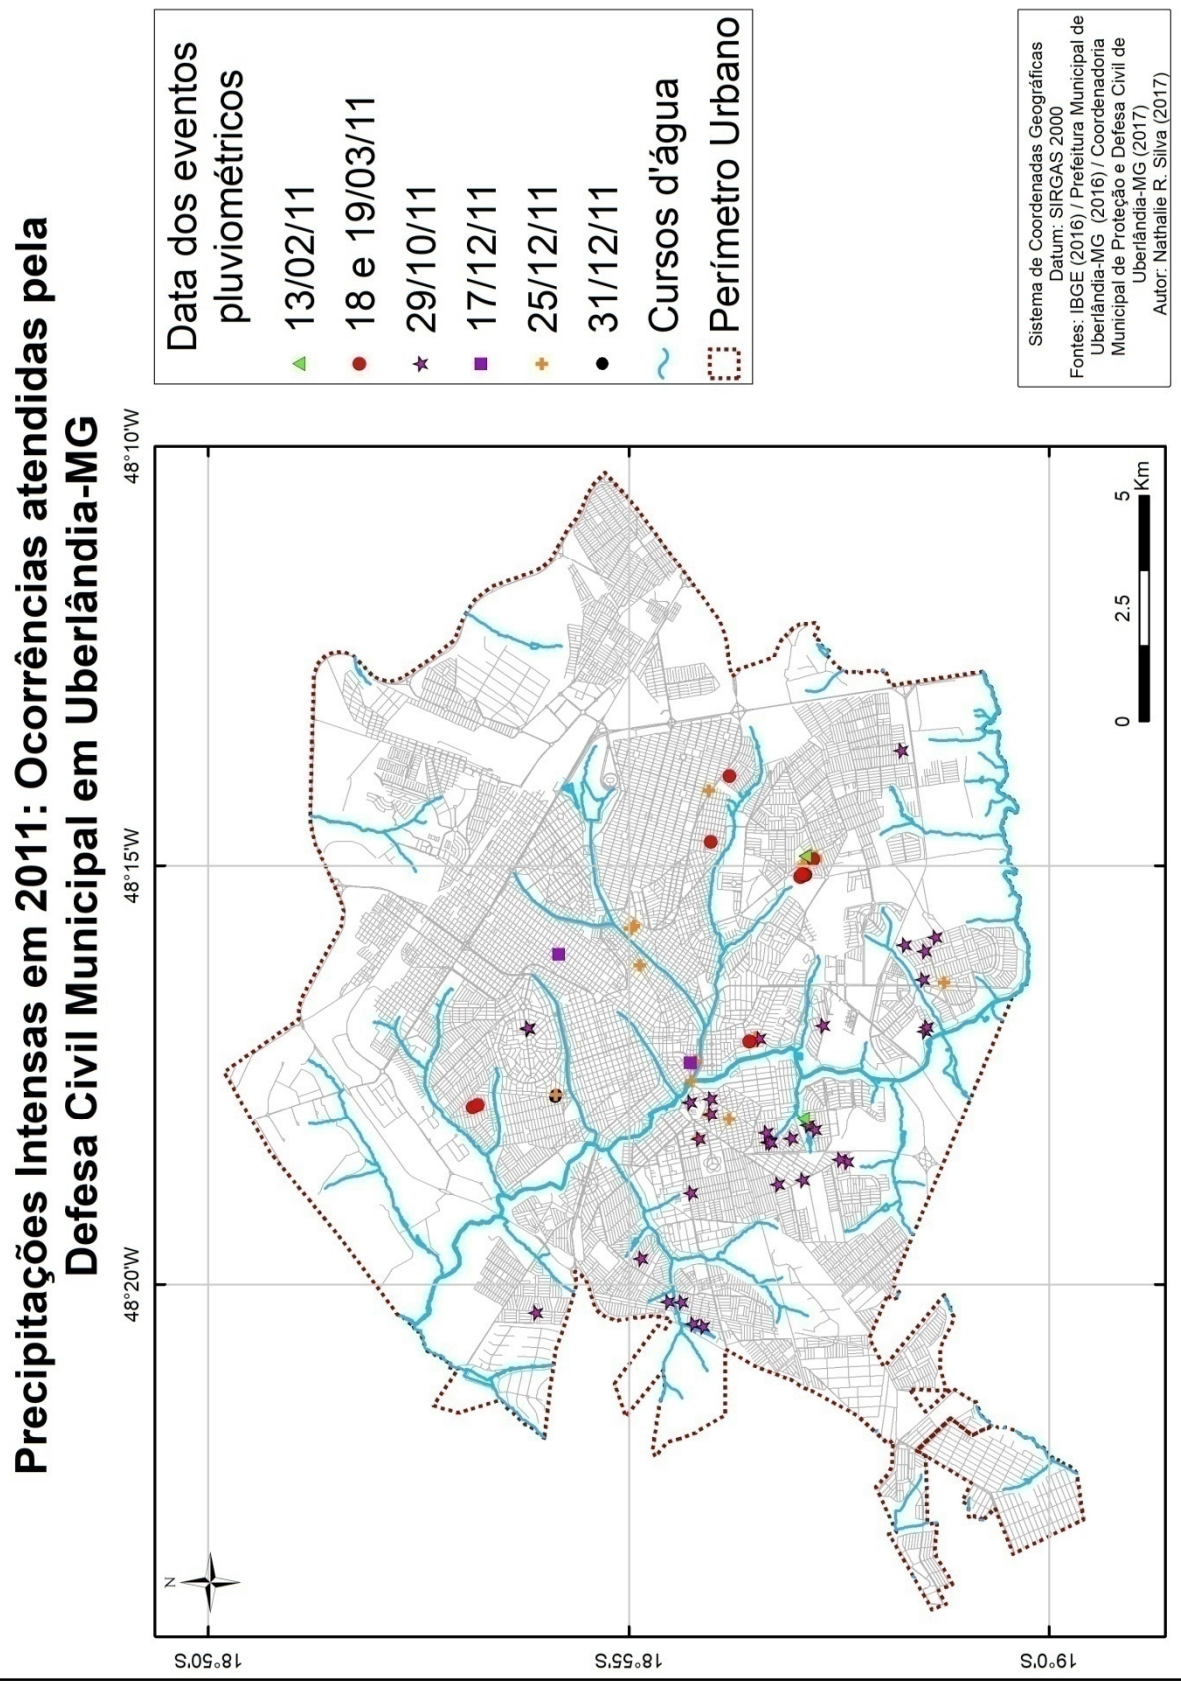 Precipitações Intensas em 2011: Ocorrências atendidas pela
Defesa Civil Municipal em Uberlândia-MG
48°20'W
48°15'W
48°10'W
N
18°50'S
18°55'S
19°0'S
Data dos eventos
pluviométricos
13/02/11
18 e 19/03/11
29/10/11
17/12/11
25/12/11
31/12/11
Cursos d'água
Perímetro Urbano
0 2.5 5
Km
Sistema de Coordenadas Geográficas
Datum: SIRGAS 2000
Fontes: IBGE (2016) / Prefeitura Municipal de
Uberlândia-MG (2016) / Coordenadoria
Municipal de Proteção e Defesa Civil de
Uberlândia-MG (2017)
Autor: Nathalie R. Silva (2017)